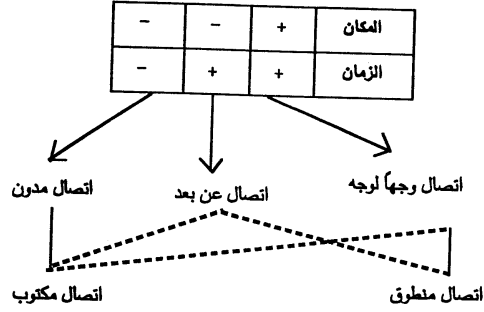 المكان + - -
الزمان + + -
اتصال وجهاً لوجه اتصال عن بعد اتصال مدون
اتصال منطوق اتصال مكتوب